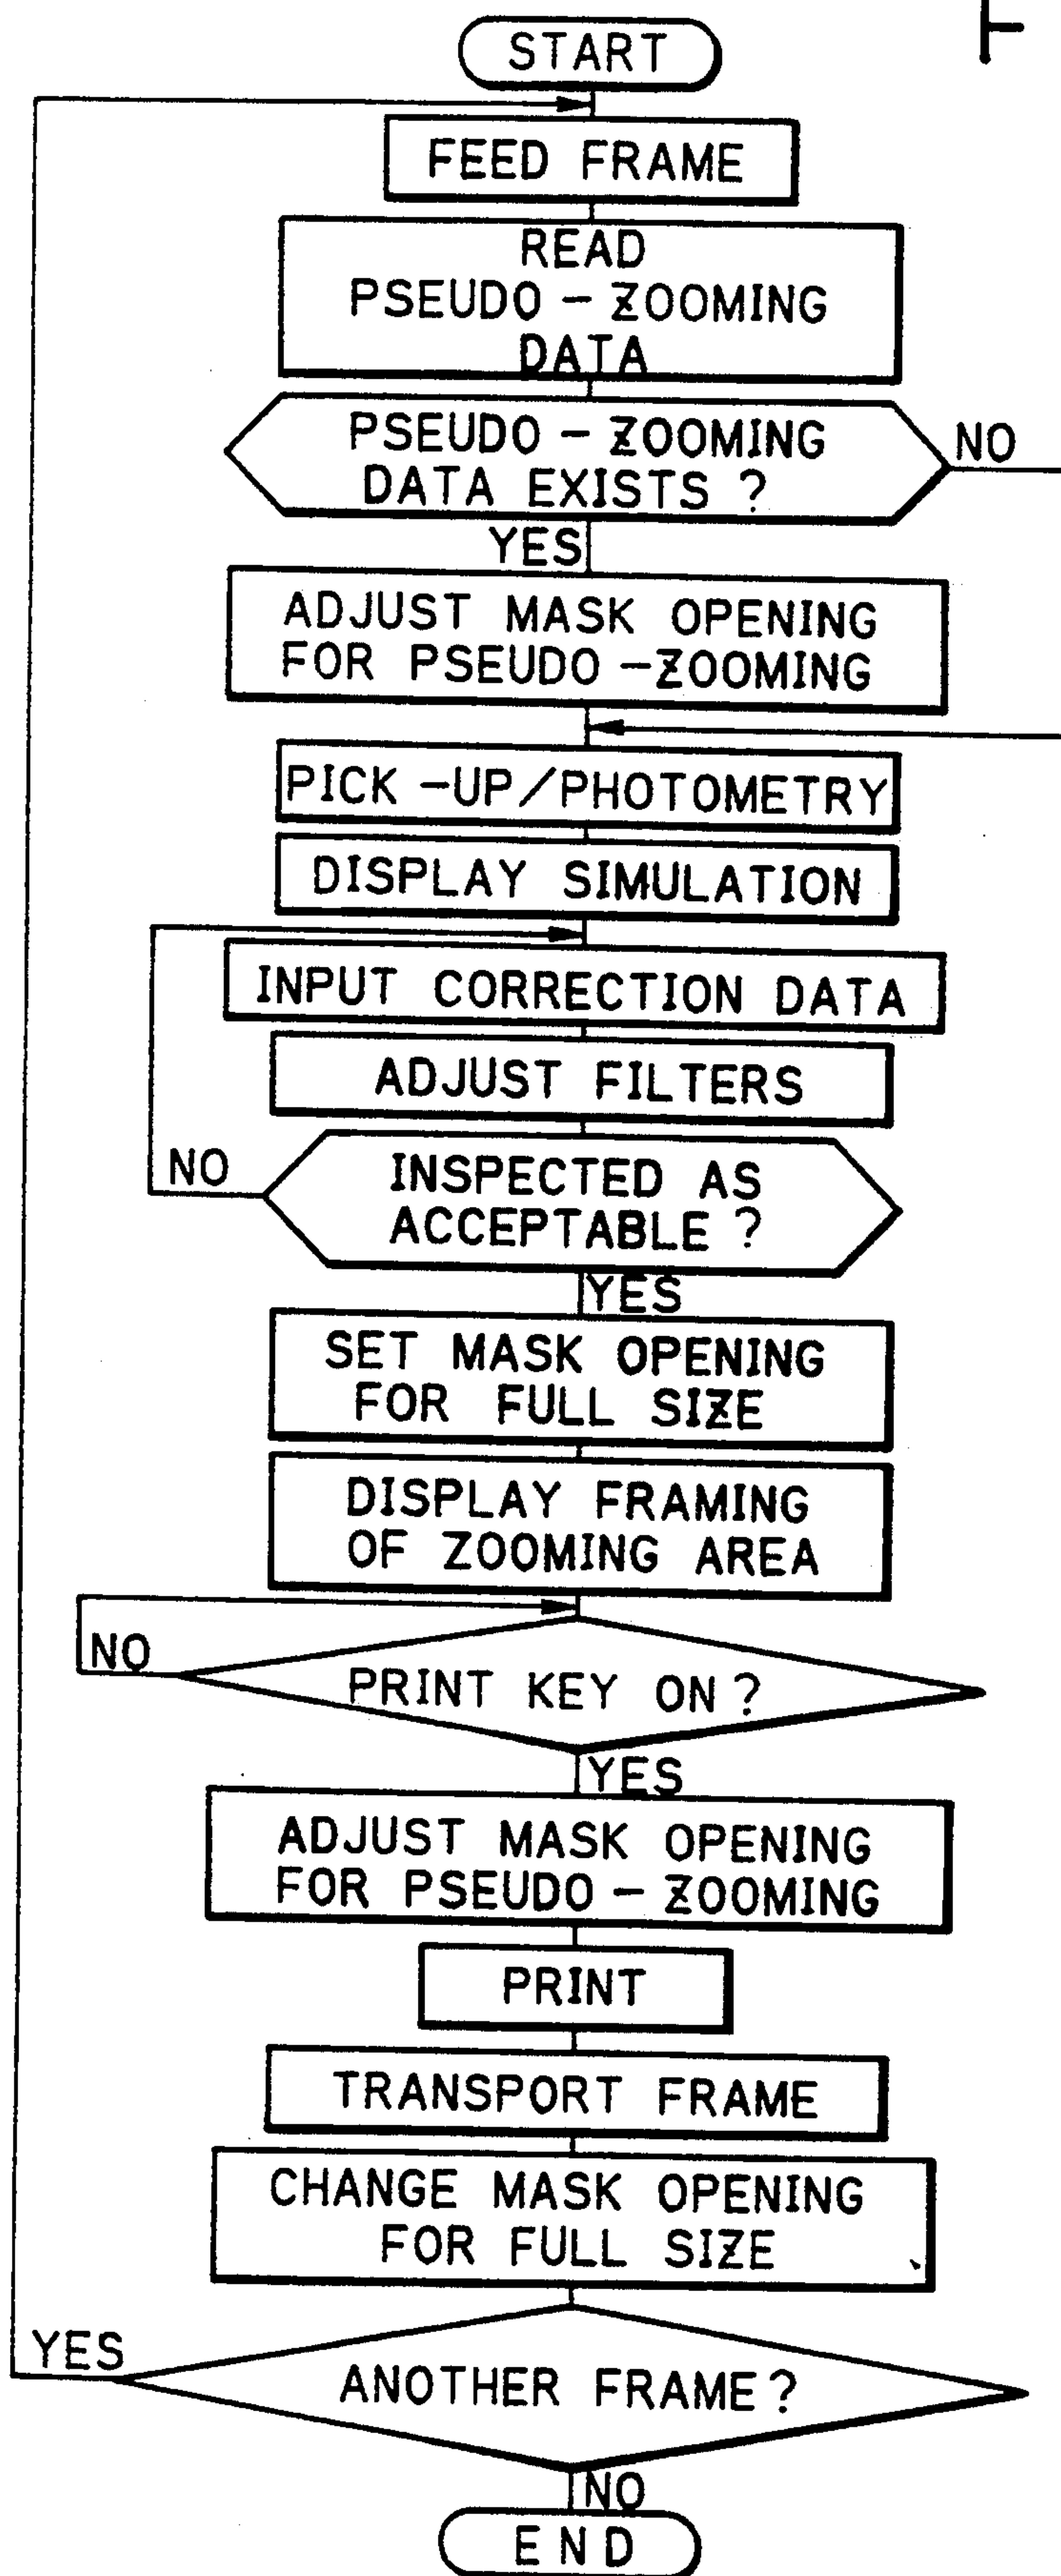 START
FEED FRAME
READ
PSEUDO - ZOOMING
DATA
PSEUDO - ZOOMING
DATA EXISTS ?
NO
YES
ADJUST MASK OPENING
FOR PSEUDO -ZOOMING
PICK -UP/PHOTOMETRY
DISPLAY SIMULATION
INPUT CORRECTION DATA
ADJUST FILTERS
NO
INSPECTED AS
ACCEPTABLE ?
YES
SET MASK OPENING
FOR FULL SIZE
DISPLAY FRAMING
OF ZOOMING AREA
NO
PRINT KEY ON ?
YES
ADJUST MASK OPENING
FOR PSEUDO - ZOOMING
PRINT
TRANSPORT FRAME
CHANGE MASK OPENING
FOR FULL SIZE
YES
ANOTHER FRAME ?
NO
END